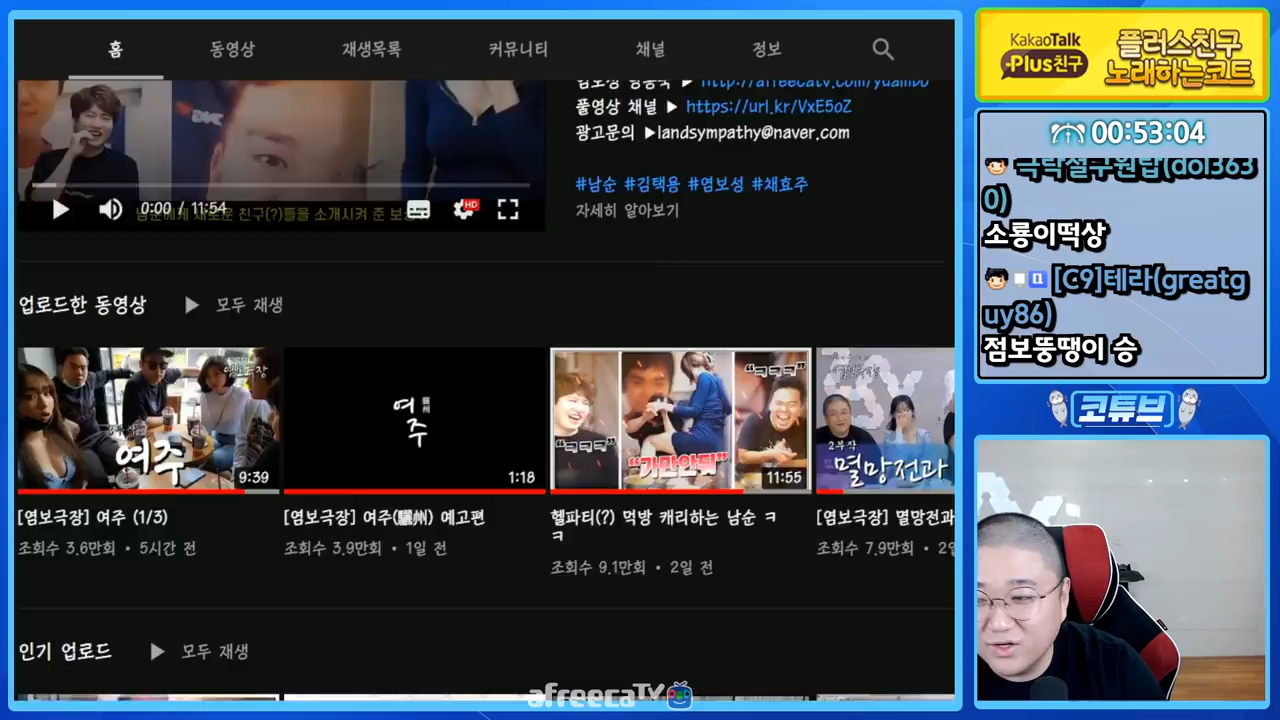 홈
동영상
재생목록
커뮤니티
채널
정보
http://afreecatv.com/yuambo
풀영상 채널 ▶ https://url.kr/VxE5oZ
광고문의 ▶landsympathy@naver.com
#남순 #김택용 #염보성 #채효주
자세히 알아보기
0:00 / 11:54
HD
업로드한 동영상
▶ 모두 재생
여주
9:39
여주
1:18
"ㅋㅋㅋ"
"ㅋㅋㅋ"
"가만안둬"
11:55
2부작
멸망전과
[염보극장] 여주 (1/3)
조회수 3.6만회 • 5시간 전
[염보극장] 여주(驪州) 예고편
조회수 3.9만회 • 1일 전
헬파티(?) 먹방 캐리하는 남순 ㅋ
ㅋ
조회수 9.1만회 • 2일 전
[염보극장] 멸망전과
조회수 7.9만회 • 2일
인기 업로드
▶ 모두 재생
afreecaTV
KakaoTalk
Plus친구
플러스친구
노래하는코트
00:53:04
0)
소룡이떡상
[C9]테라(greatg
uy86)
점보뚱땡이 승
코튜브